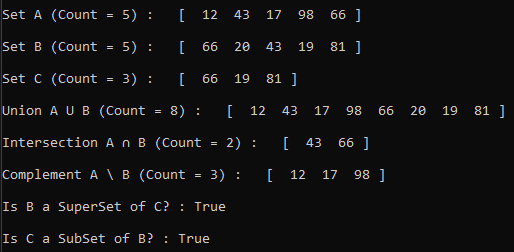 Set A (Count = 5) :   [  12  43  17  98  66 ]
Set B (Count = 5) :   [  66  20  43  19  81 ]
Set C (Count = 3) :   [  66  19  81 ]
Union A U B (Count = 8) :   [  12  43  17  98  66  20  19  81 ]
Intersection A ∩ B (Count = 2) :   [  43  66 ]
Complement A \ B (Count = 3) :   [  12  17  98 ]
Is B a SuperSet of C? : True
Is C a SubSet of B? : True